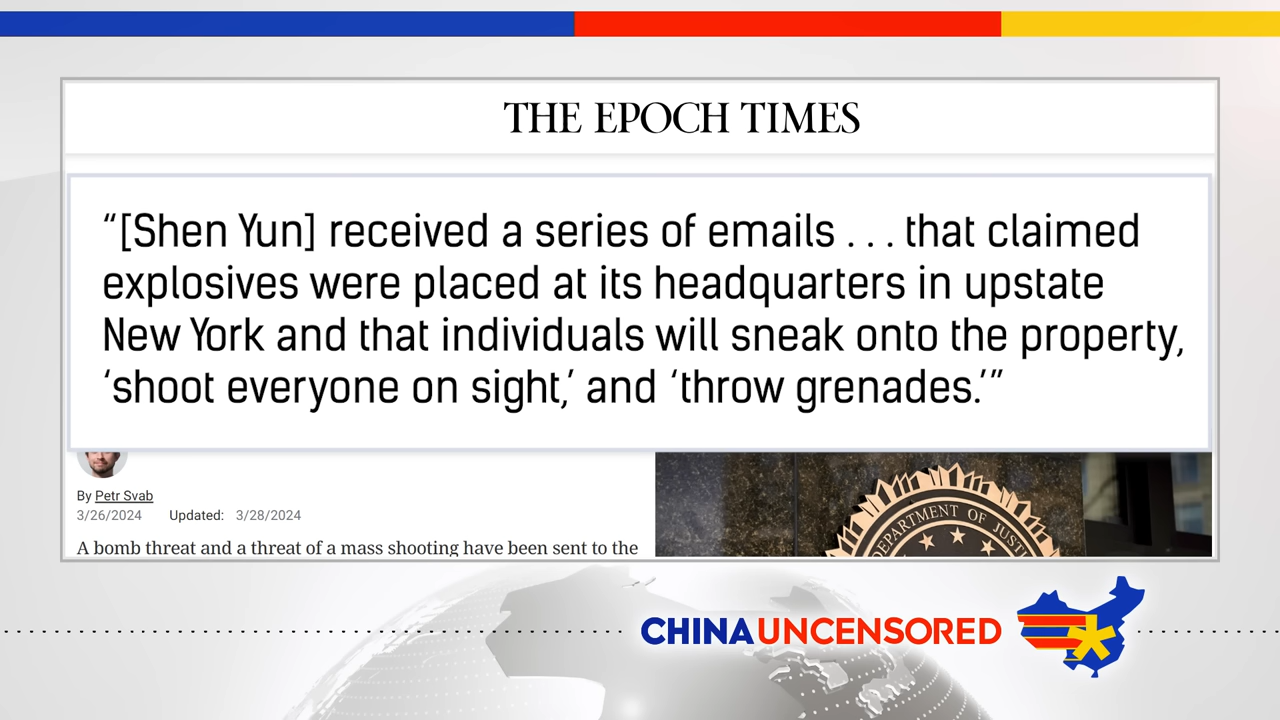 THE EPOCH TIMES
“[Shen Yun] received a series of emails . . . that claimed
explosives were placed at its headquarters in upstate
New York and that individuals will sneak onto the property,
‘shoot everyone on sight,’ and ‘throw grenades.’”
By Petr Svab
3/26/2024 Updated: 3/28/2024
A bomb threat and a threat of a mass shooting have been sent to the
DEPARTMENT OF JUST
CHINA UNCENSORED